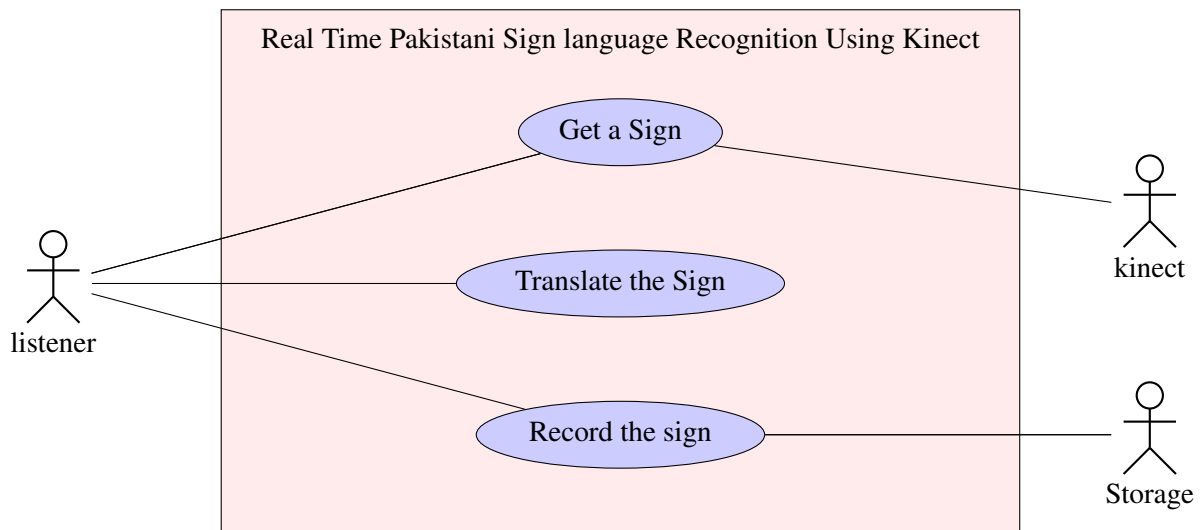 Real Time Pakistani Sign language Recognition Using Kinect
Get a Sign
kinect
Translate the Sign
listener
Record the sign
Storage